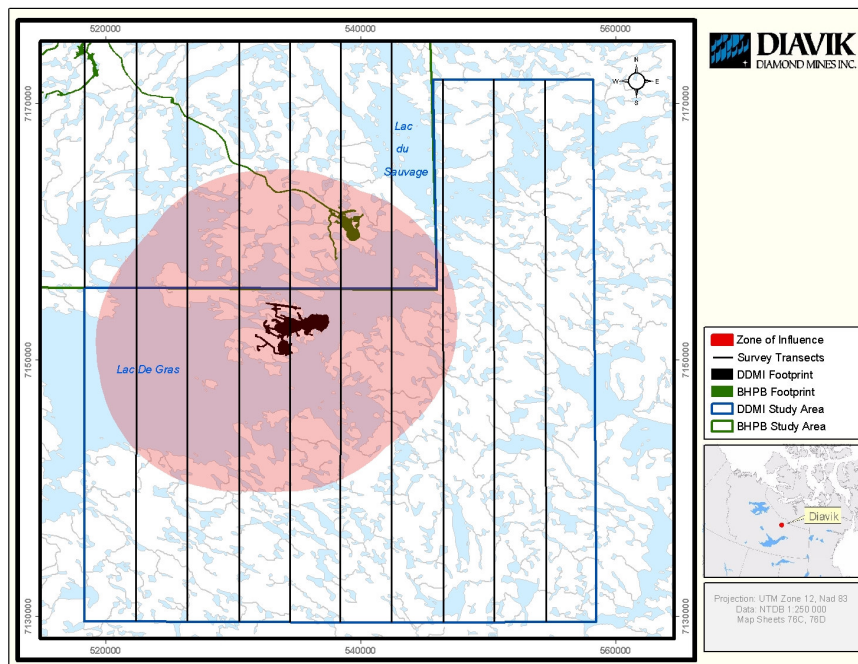 520000 540000 560000
DIAVIK
DIAMOND MINES INC.
N
W E
S
7170000 7170000
Lac
du
Sauvage
Lac De Gras
7150000 7150000
7130000 7130000
520000 540000 560000
Zone of Influence
Survey Transects
DDMI Footprint
BHPB Footprint
DDMI Study Area
BHPB Study Area
Diavik
Projection: UTM Zone 12, Nad 83
Data: NTDB 1:250 000
Map Sheets 76C, 76D